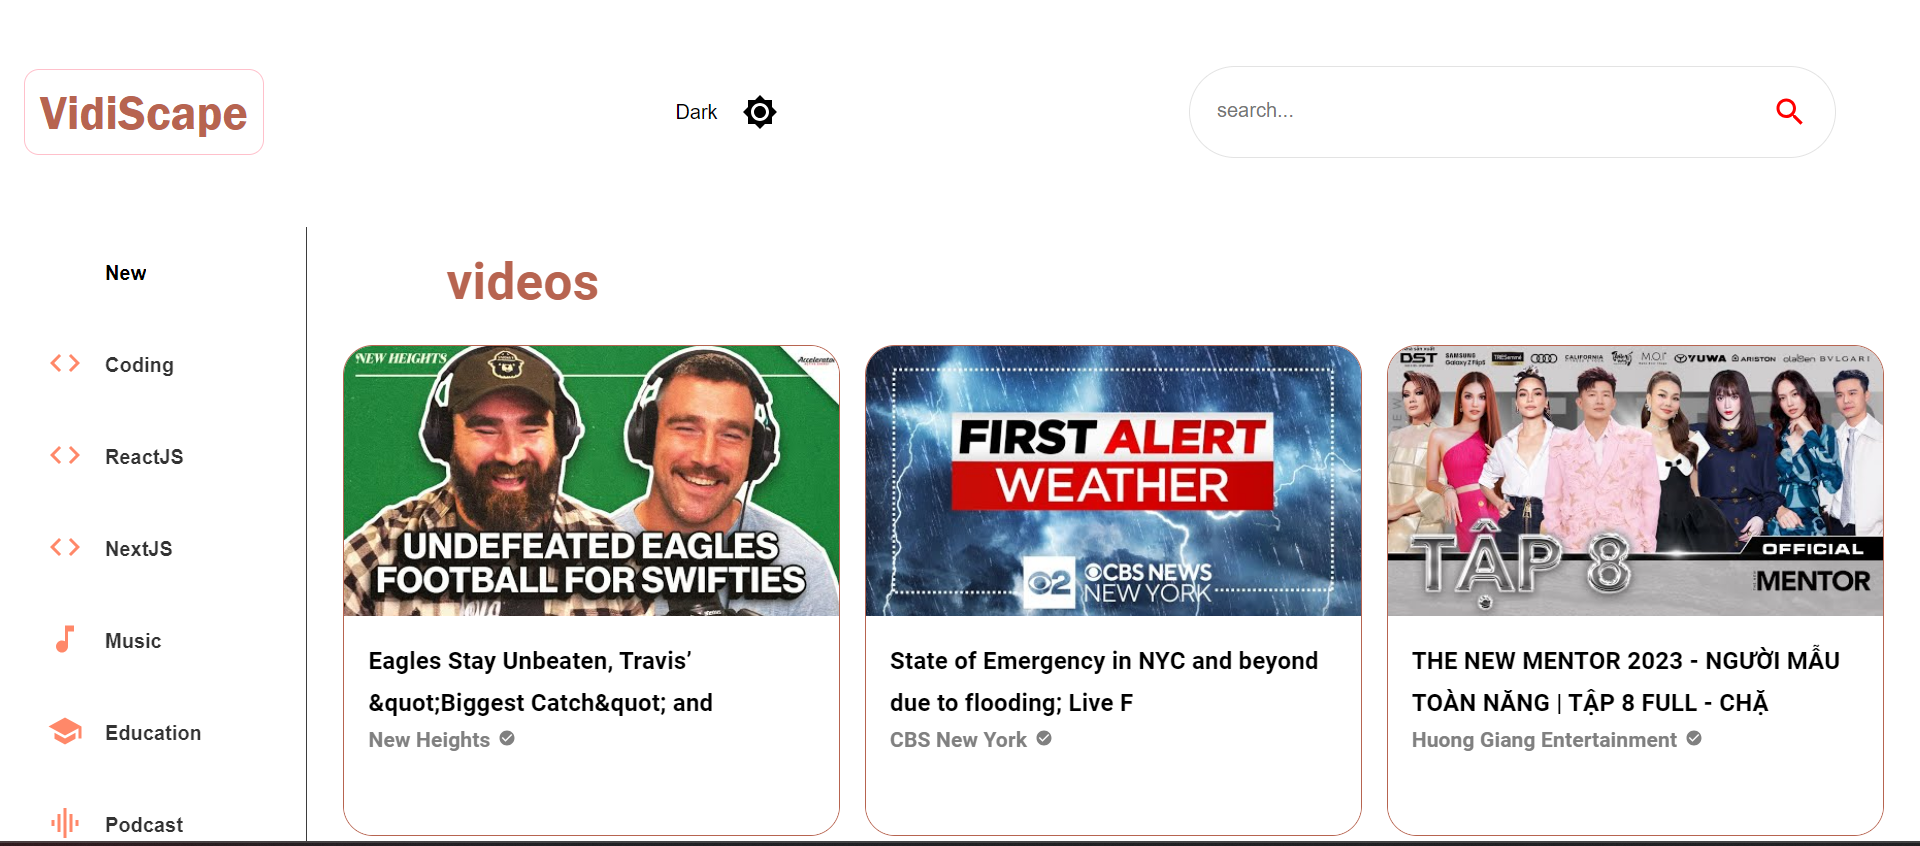 VidiScape
Dark
search...
New
Coding
ReactJS
NextJS
Music
Education
Podcast
videos
NEW HEIGHTS
UNDEFEATED EAGLES
FOOTBALL FOR SWIFTIES
Eagles Stay Unbeaten, Travis’
&quot;Biggest Catch&quot; and
New Heights
FIRST ALERT
WEATHER
2 CBS NEWS
NEW YORK
State of Emergency in NYC and beyond
due to flooding; Live F
CBS New York
DST SAMSUNG Galaxy Z Flip5 CALIFORNIA M.O.I YUWA ARISTON BVLGARI
TẬP 8
OFFICIAL
MENTOR
THE NEW MENTOR 2023 - NGƯỜI MẪU
TOÀN NĂNG | TẬP 8 FULL - CHẶ
Huong Giang Entertainment